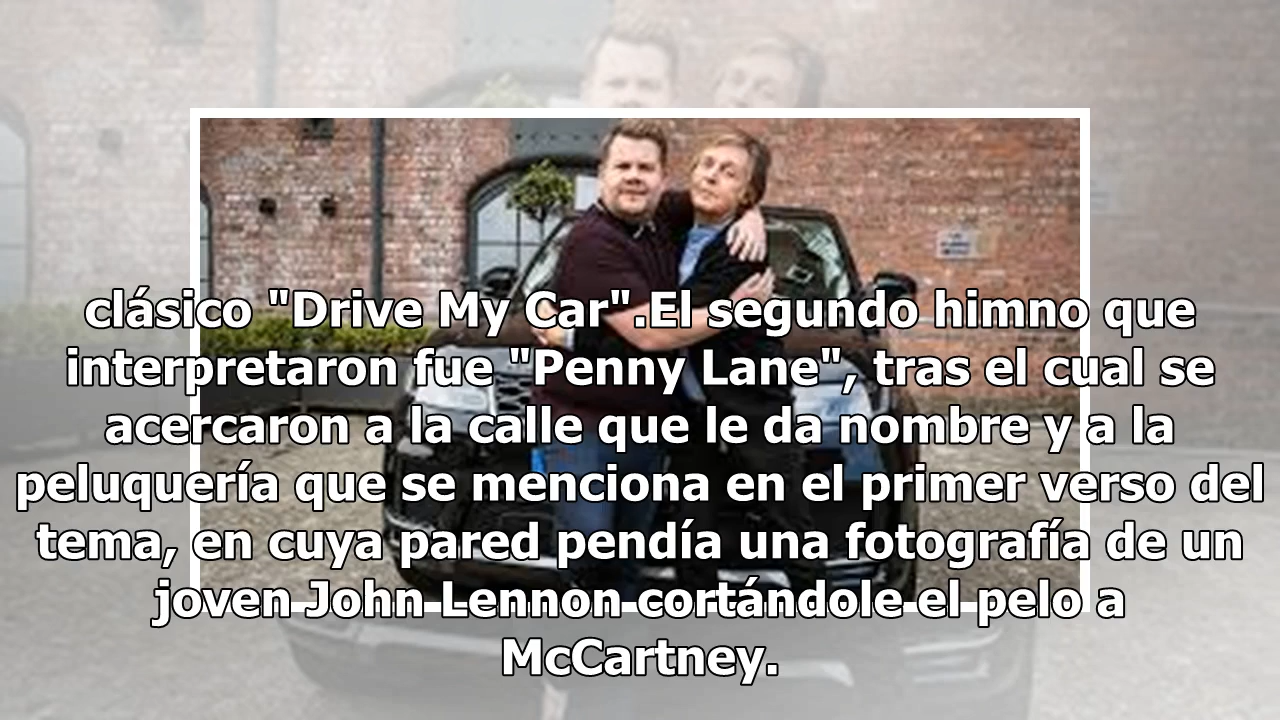 clásico "Drive My Car".El segundo himno que
interpretaron fue "Penny Lane", tras el cual se
acercaron a la calle que le da nombre y a la
peluquería que se menciona en el primer verso del
tema, en cuya pared pendía una fotografía de un
joven John Lennon cortándole el pelo a
McCartney.